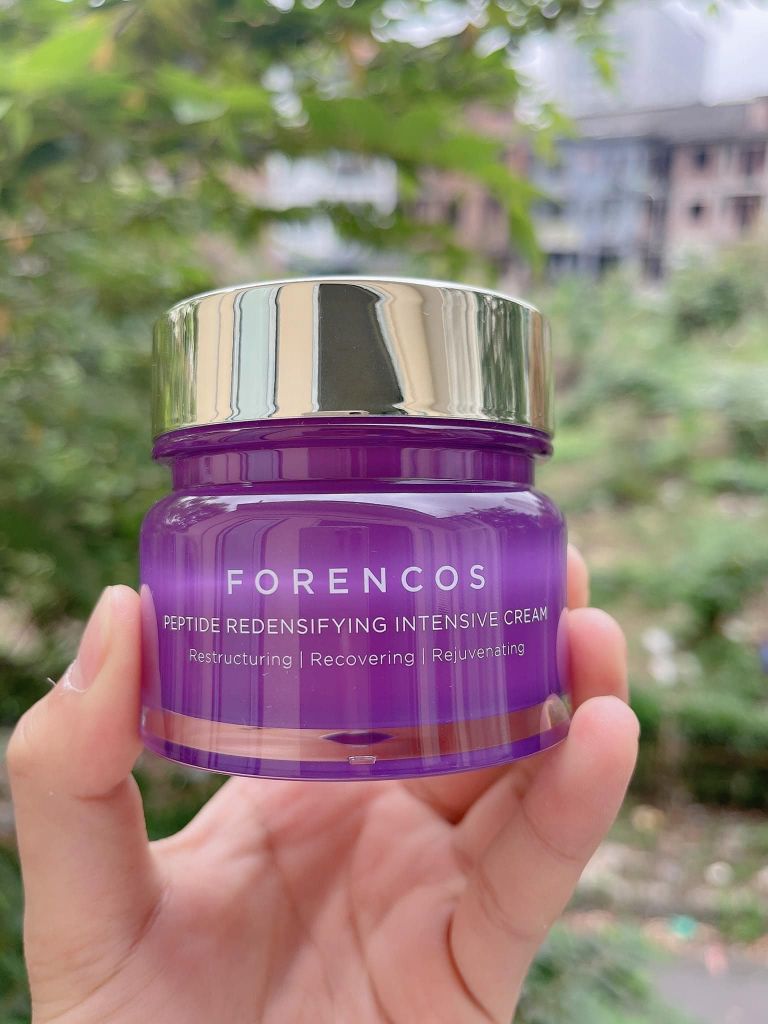 FORENCOS
PEPTIDE REDENSIFYING INTENSIVE CREAM
Restructuring | Recovering | Rejuvenating